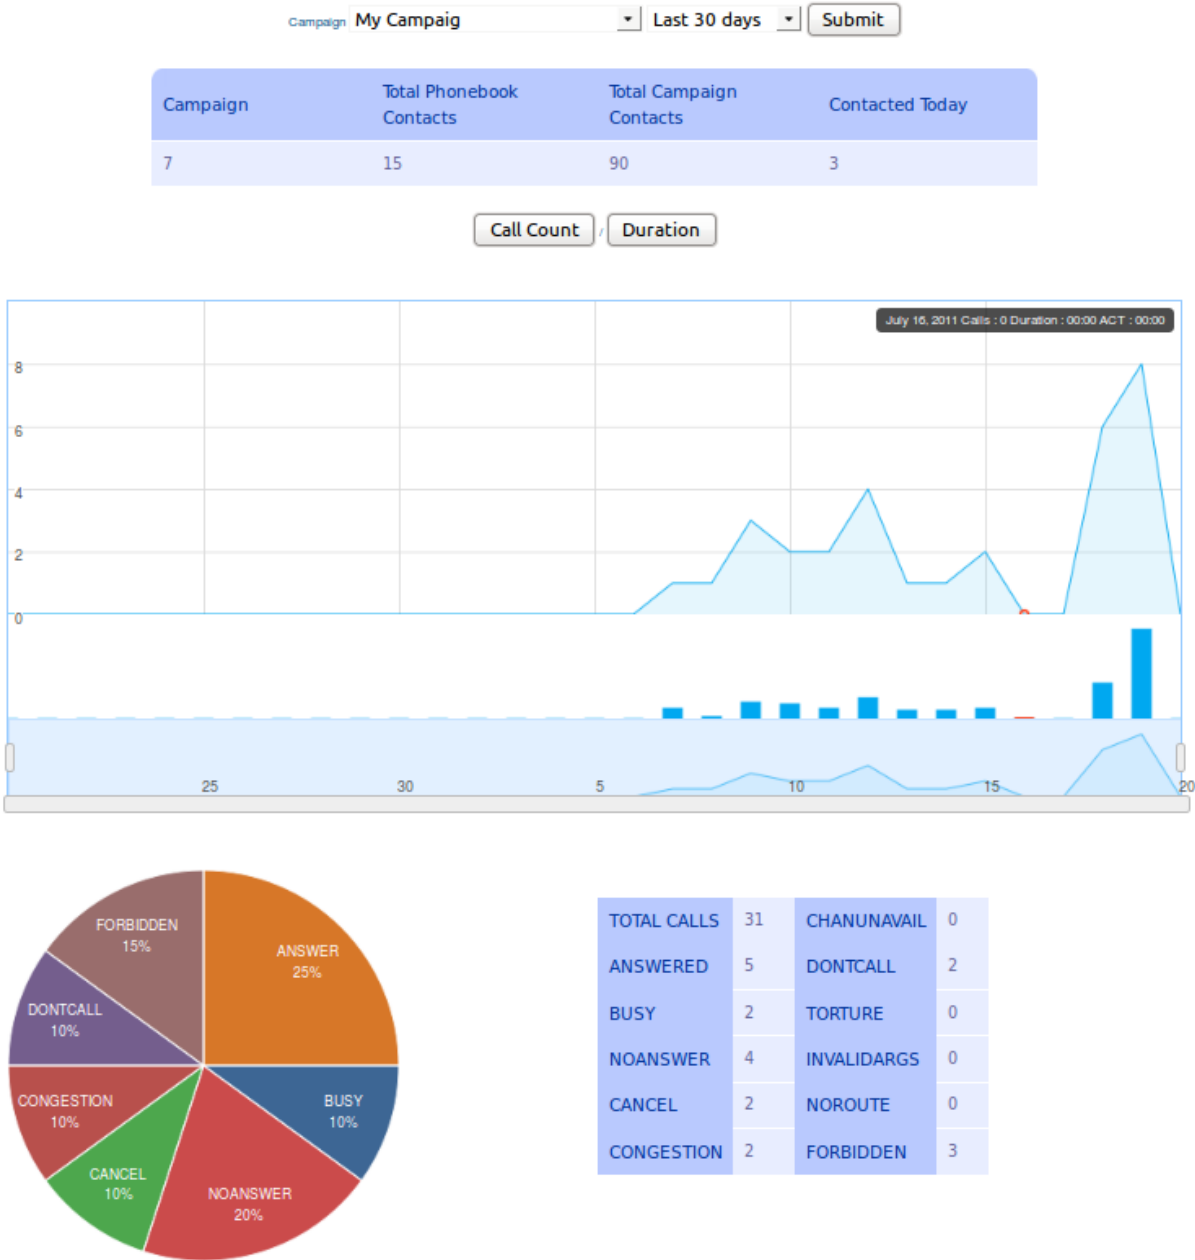 Campaign My Campaig Last 30 days Submit
Campaign Total Phonebook Contacts Total Campaign Contacts Contacted Today
7 15 90 3
Call Count / Duration
July 16, 2011 Calls : 0 Duration : 00:00 ACT : 00:00
8
6
4
2
0
25 30 5 10 15 20
FORBIDDEN
15%
ANSWER
25%
DONTCALL
10%
CONGESTION
10%
BUSY
10%
CANCEL
10%
NOANSWER
20%
TOTAL CALLS 31 CHANUNAVAIL 0
ANSWERED 5 DONTCALL 2
BUSY 2 TORTURE 0
NOANSWER 4 INVALIDARGS 0
CANCEL 2 NOROUTE 0
CONGESTION 2 FORBIDDEN 3